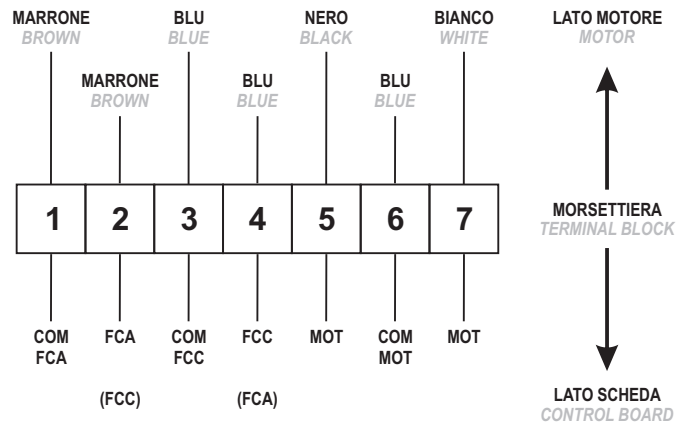 MARRONE
BROWN
BLU
BLUE
NERO
BLACK
BIANCO
WHITE
LATO MOTORE
MOTOR
MARRONE
BROWN
BLU
BLUE
BLU
BLUE
1 2 3 4 5 6 7
MORSETTIERA
TERMINAL BLOCK
COM
FCA
FCA
COM
FCC
FCC
MOT
COM
MOT
MOT
(FCC)
(FCA)
LATO SCHEDA
CONTROL BOARD